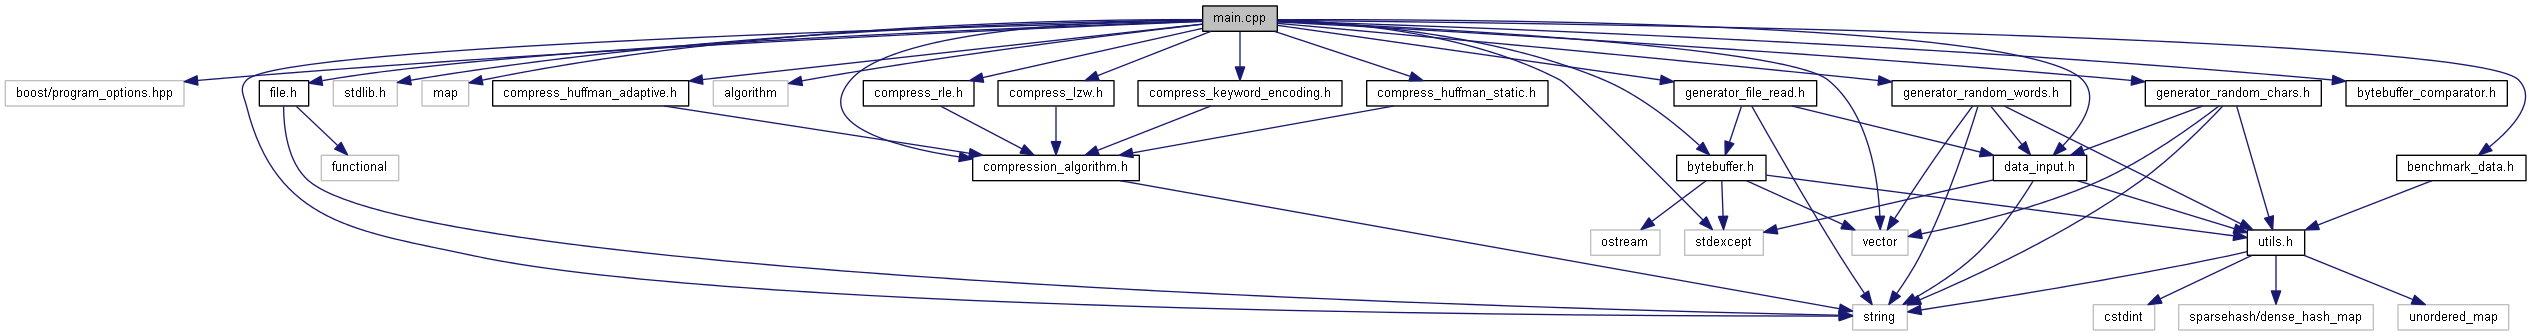 main.cpp
boost/program_options.hpp
file.h
stdlib.h
map
compress_huffman_adaptive.h
algorithm
compress_rle.h
compress_lzw.h
compress_keyword_encoding.h
compress_huffman_static.h
generator_file_read.h
generator_random_words.h
generator_random_chars.h
bytebuffer_comparator.h
functional
compression_algorithm.h
bytebuffer.h
data_input.h
benchmark_data.h
ostream
stdexcept
vector
utils.h
string
cstdint
sparsehash/dense_hash_map
unordered_map